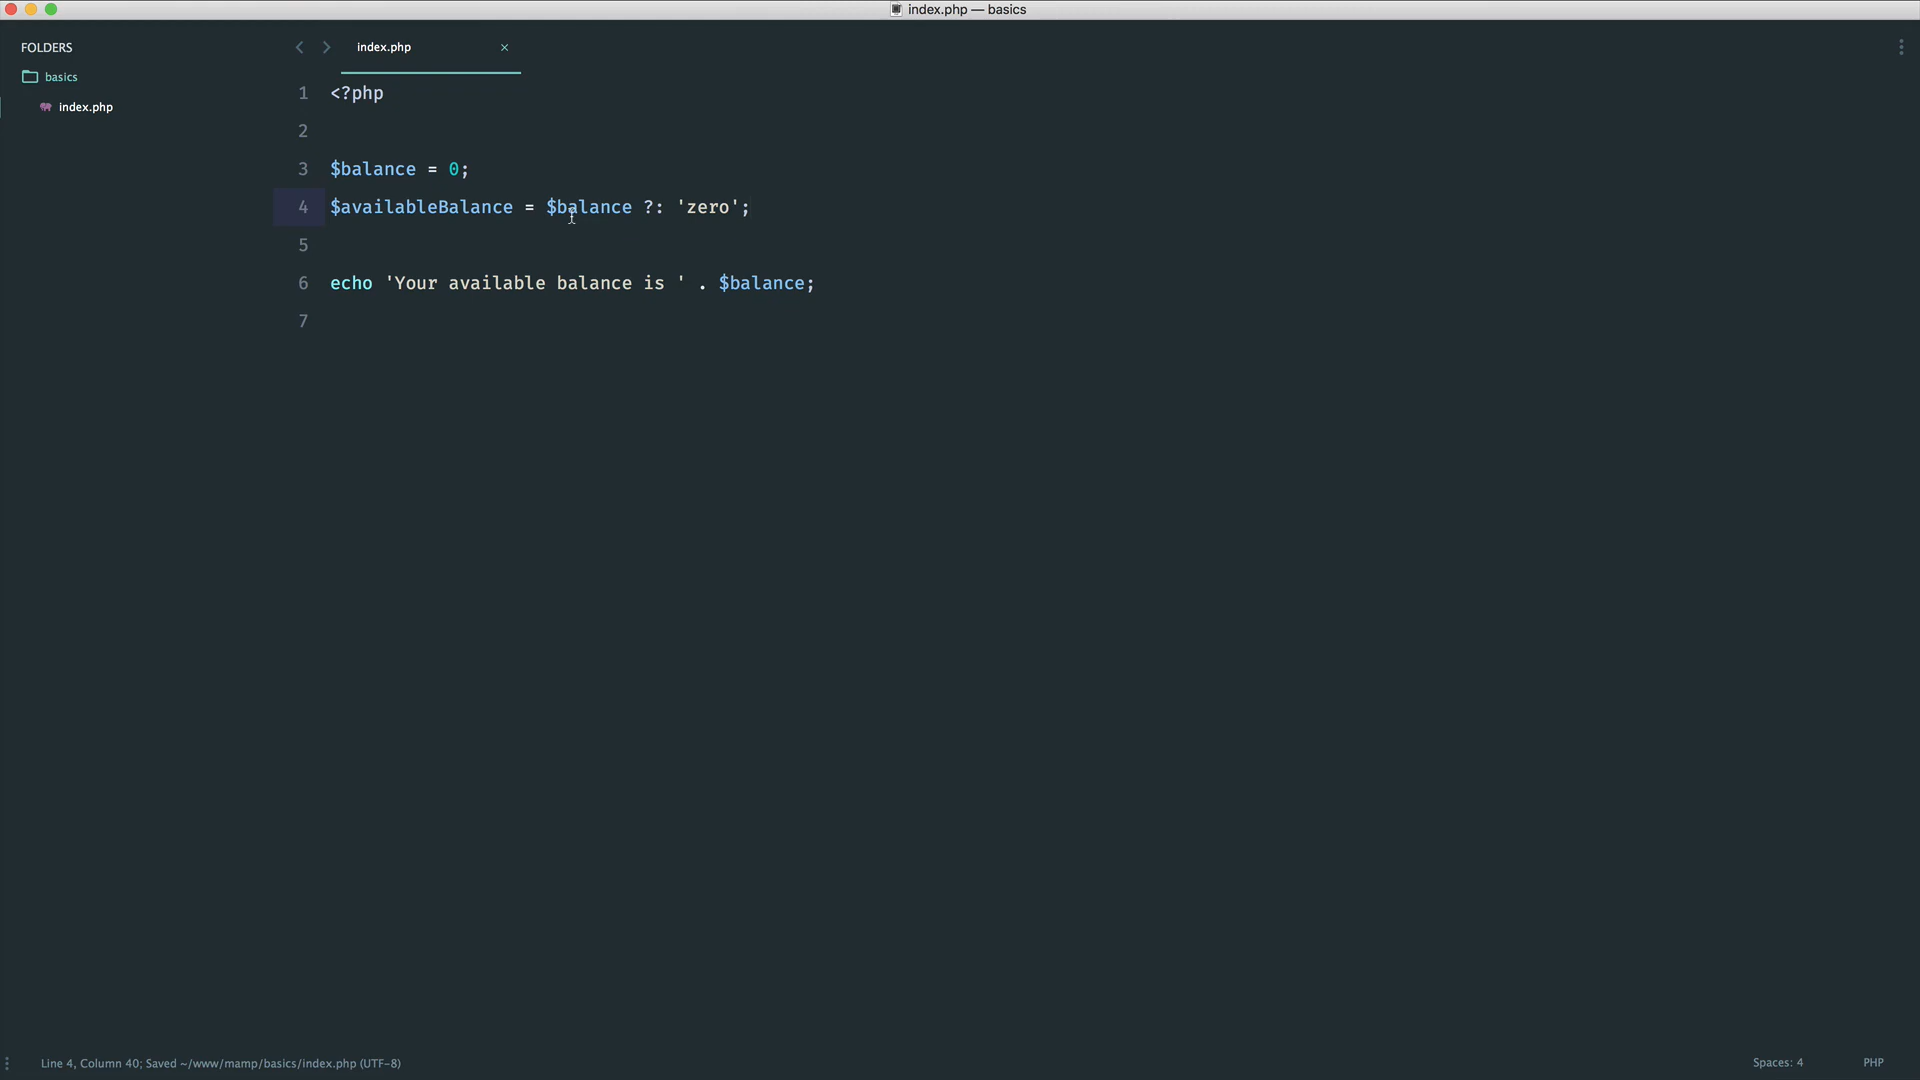 index.php — basics
FOLDERS
basics
index.php
index.php ×
1 <?php
2
3 $balance = 0;
4 $availableBalance = $balance ?: 'zero';
5
6 echo 'Your available balance is ' . $balance;
7
Line 4, Column 40; Saved ~/www/mamp/basics/index.php (UTF-8)
Spaces: 4
PHP